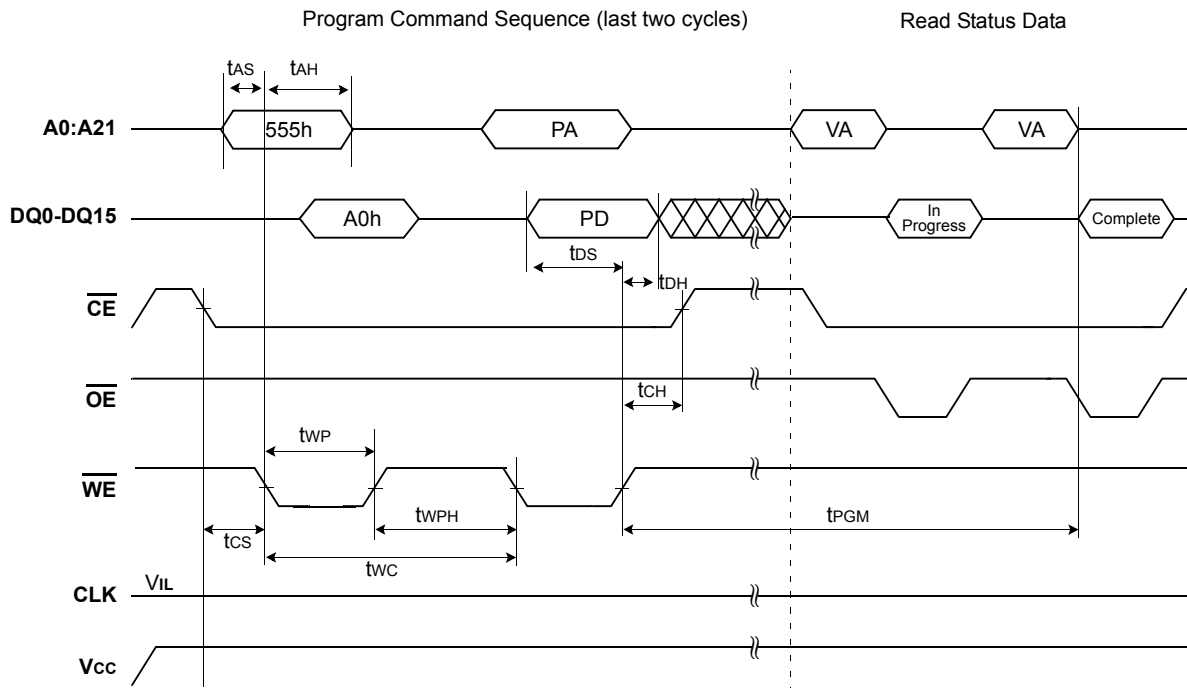 Program Command Sequence (last two cycles)
Read Status Data
tAS
tAH
A0:A21
555h
PA
VA
VA
DQ0-DQ15
A0h
PD
In
Progress
Complete
tDS
tDH
CE
OE
tCH
tWP
WE
tWPH
tPGM
tCS
tWC
CLK
VIL
Vcc